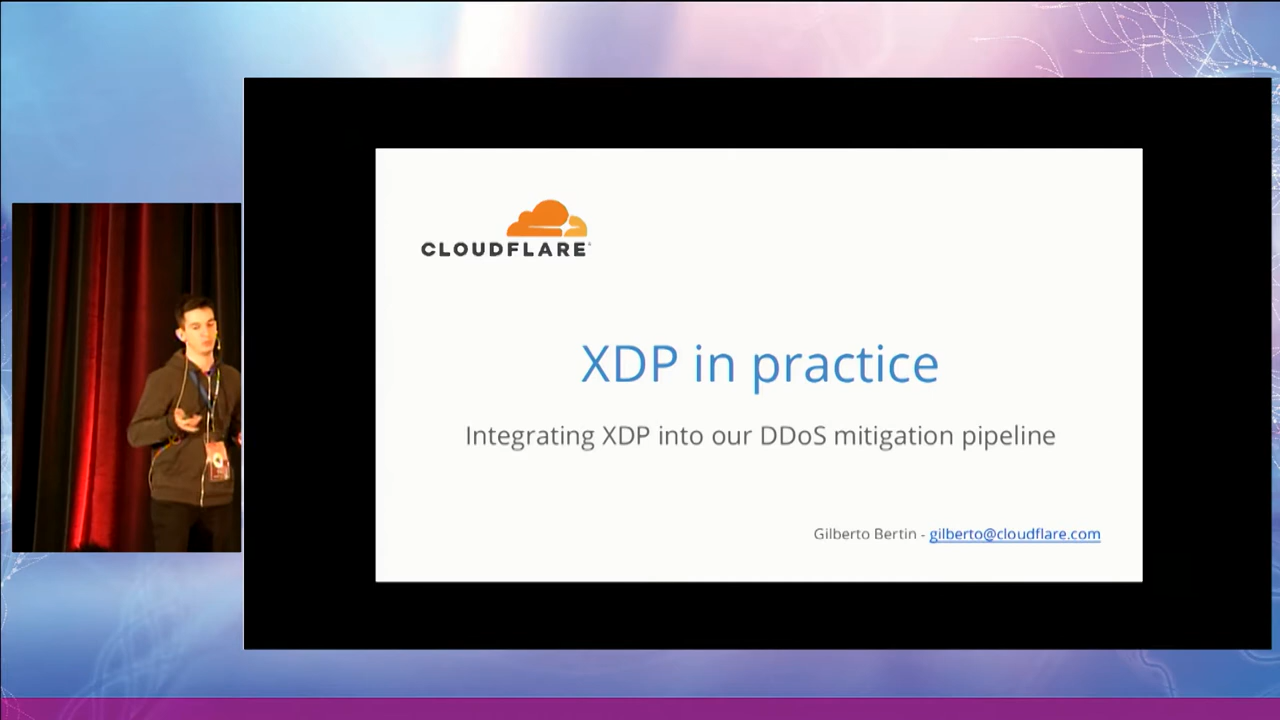 CLOUDFLARE
XDP in practice
Integrating XDP into our DDoS mitigation pipeline
Gilberto Bertin - gilberto@cloudflare.com